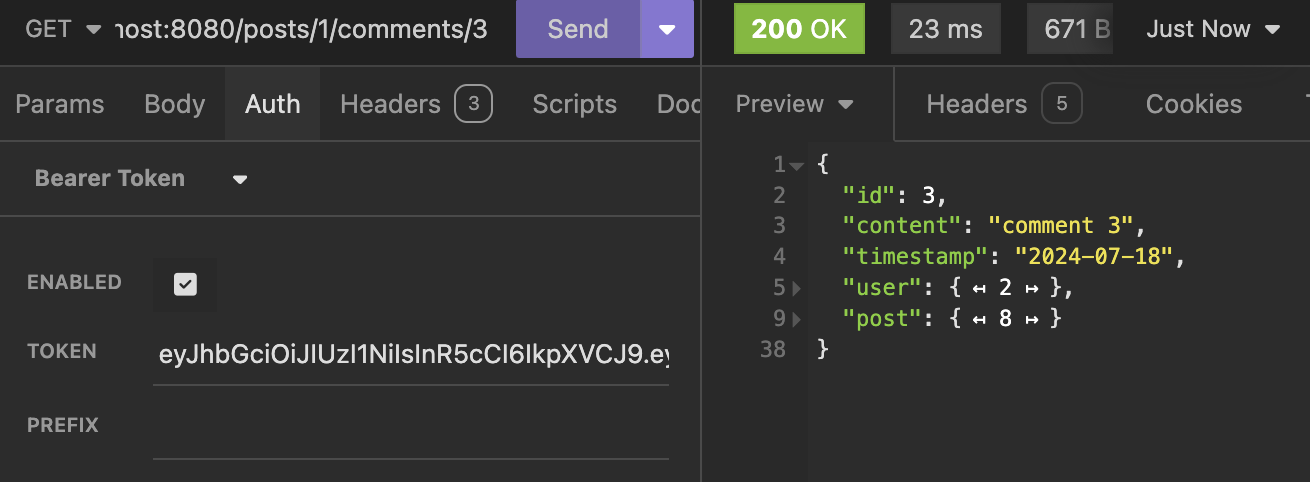 GET host:8080/posts/1/comments/3 Send
200 OK 23 ms 671 B Just Now
Params Body Auth Headers 3 Scripts Doc
Preview Headers 5 Cookies
Bearer Token
ENABLED
TOKEN eyJhbGciOiJIUzI1NiIsInR5cCI6IkpXVCJ9.ey
PREFIX
1 {
2 "id": 3,
3 "content": "comment 3",
4 "timestamp": "2024-07-18",
5 "user": { ↤ 2 ↦ },
9 "post": { ↤ 8 ↦ }
38 }